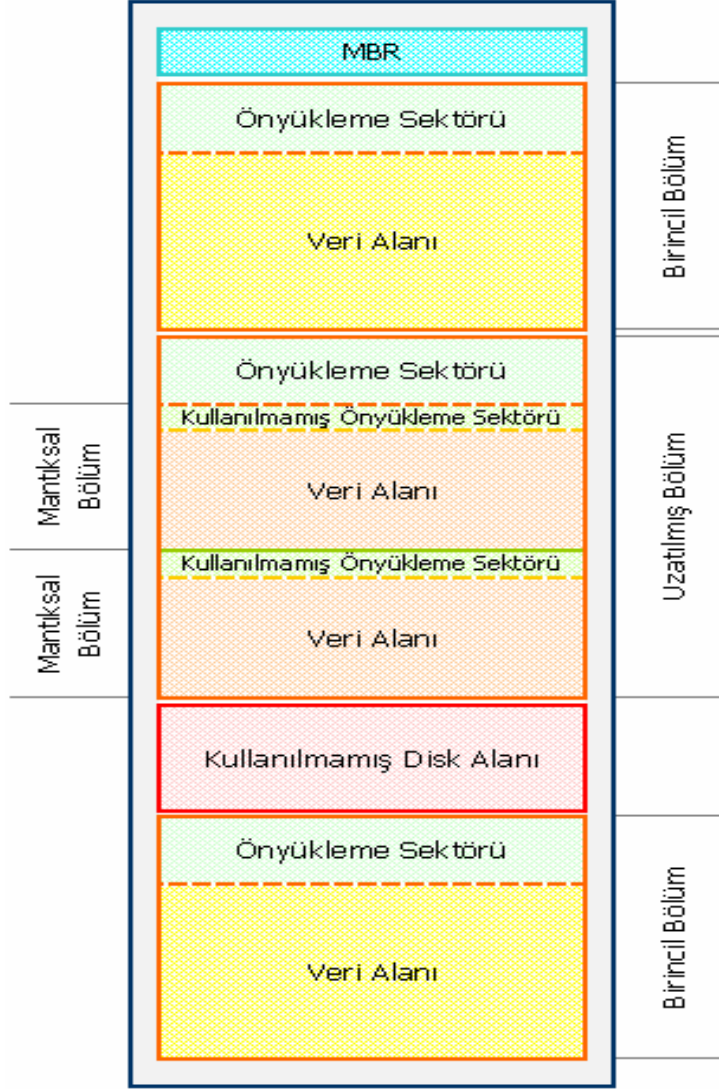 MBR
Önyükleme Sektörü
Veri Alanı
Birincil Bölüm
Önyükleme Sektörü
Kullanılmamış Önyükleme Sektörü
Veri Alanı
Mantıksal
Bölüm
Kullanılmamış Önyükleme Sektörü
Veri Alanı
Mantıksal
Bölüm
Uzatılmış Bölüm
Kullanılmamış Disk Alanı
Önyükleme Sektörü
Veri Alanı
Birincil Bölüm